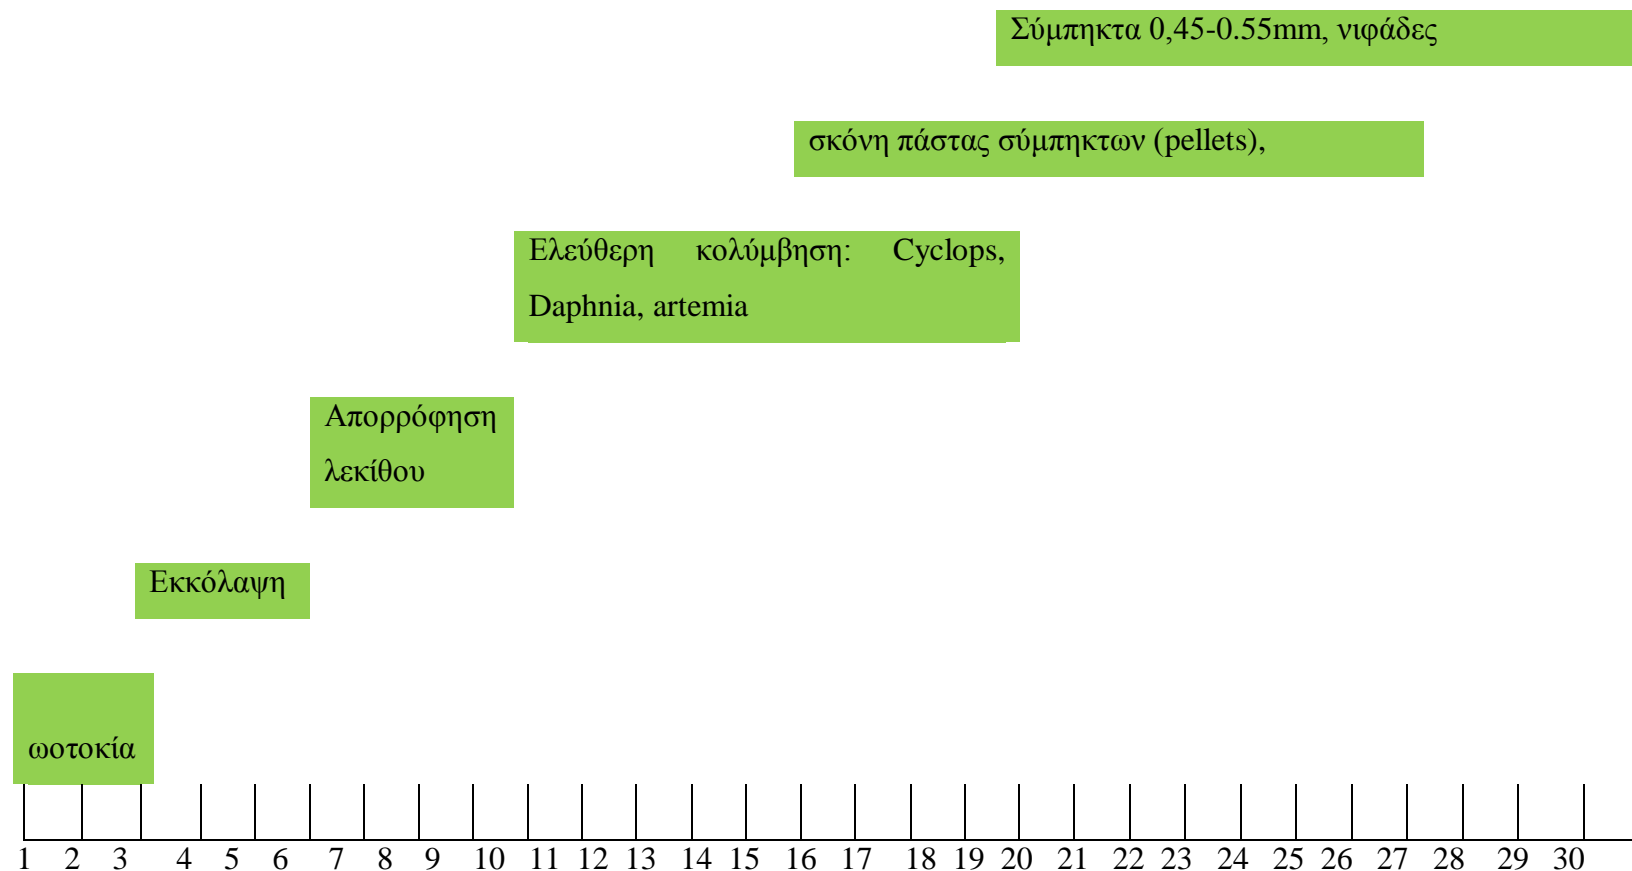 Σύμπηκτα 0,45-0.55mm, νιφάδες
σκόνη πάστας σύμπηκτων (pellets),
Ελεύθερη κολύμβηση: Cyclops,
Daphnia, artemia
Απορρόφηση
λεκίθου
Εκκόλαψη
ωοτοκία
1 2 3 4 5 6 7 8 9 10 11 12 13 14 15 16 17 18 19 20 21 22 23 24 25 26 27 28 29 30